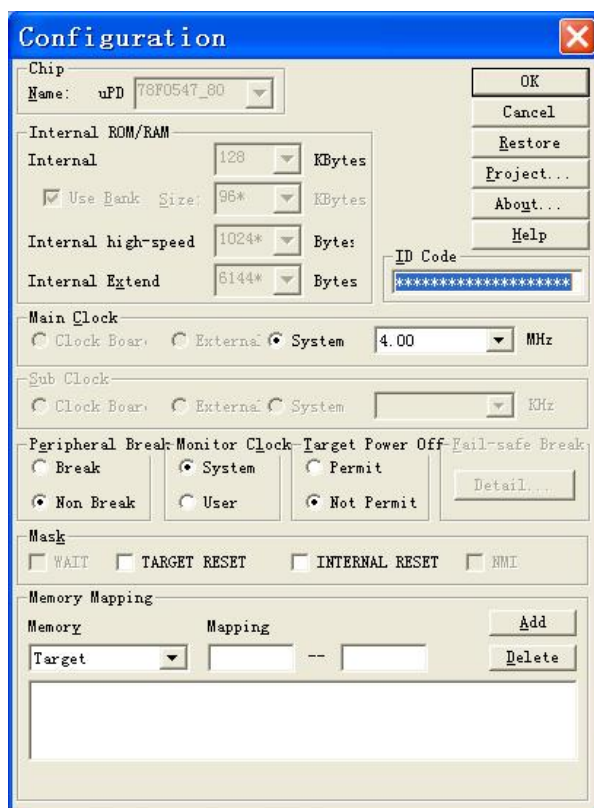 Configuration
Chip
Name: uPD 78F0547_80
OK
Cancel
Restore
Project...
About...
Help
Internal ROM/RAM
Internal 128 KBytes
Use Bank Size: 96* KBytes
Internal high-speed 1024* Bytes
Internal Extend 6144* Bytes
ID Code
********************
Main Clock
Clock Board External System 4.00 MHz
Sub Clock
Clock Board External System KHz
Peripheral Break Monitor Clock Target Power Off Fail-safe Break
Break System Permit Detail...
Non Break User Not Permit
Mask
WAIT TARGET RESET INTERNAL RESET NMI
Memory Mapping
Memory Mapping Add
Target -- Delete